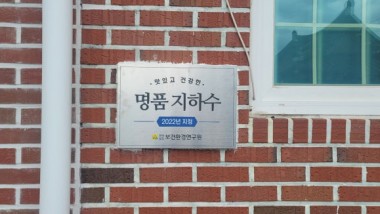 맛있고 건강한
명품 지하수
2022년 지정
보건환경연구원